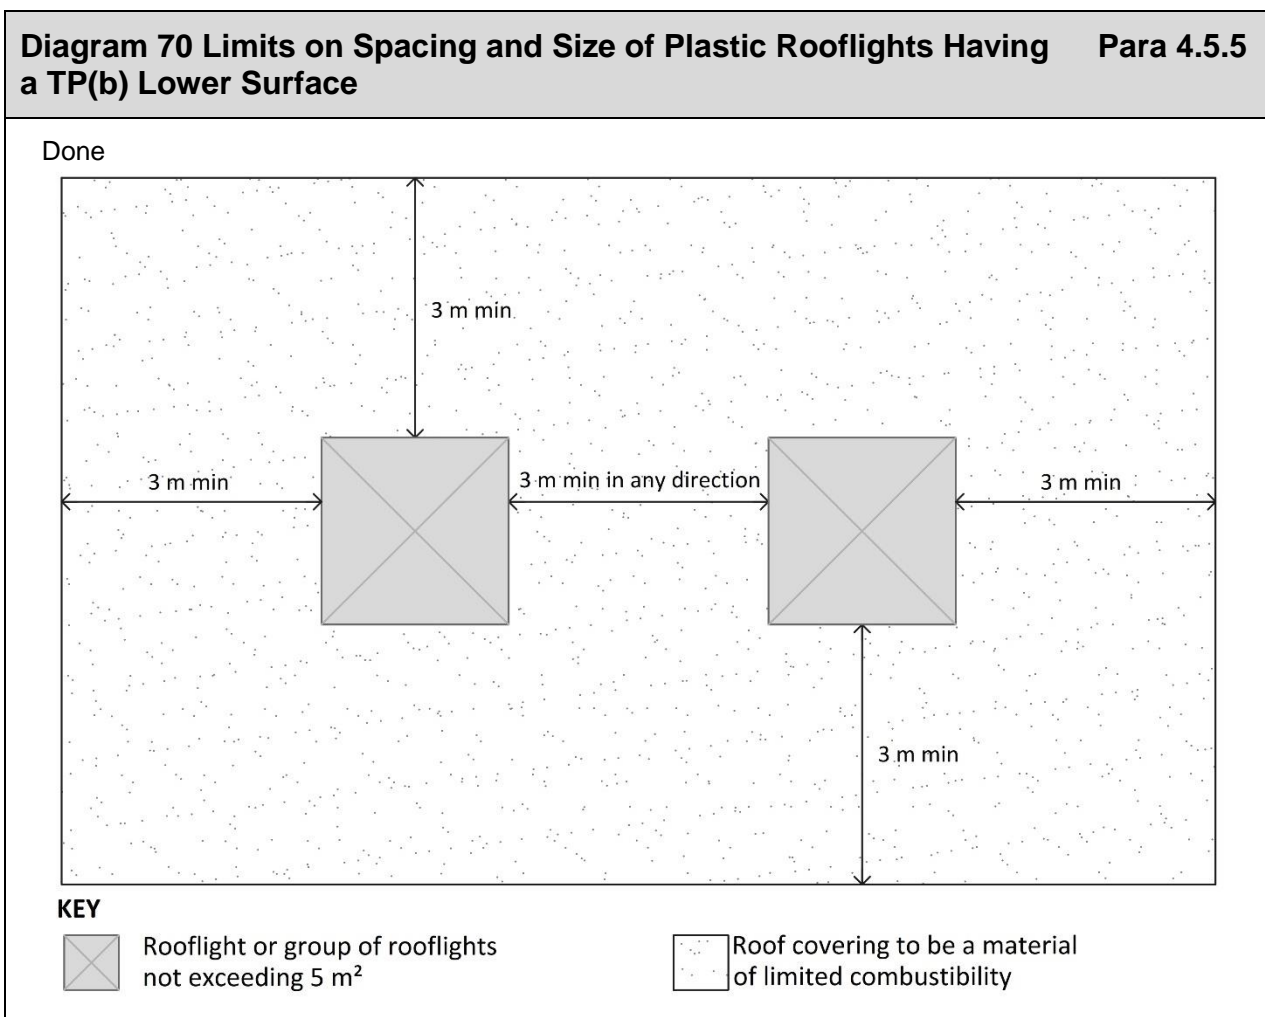 Diagram 70 Limits on Spacing and Size of Plastic Rooflights Having Para 4.5.5
a TP(b) Lower Surface
Done
3 m min
3 m min
3 m min in any direction
3 m min
3 m min
KEY
Rooflight or group of rooflights
not exceeding 5 m²
Roof covering to be a material
of limited combustibility